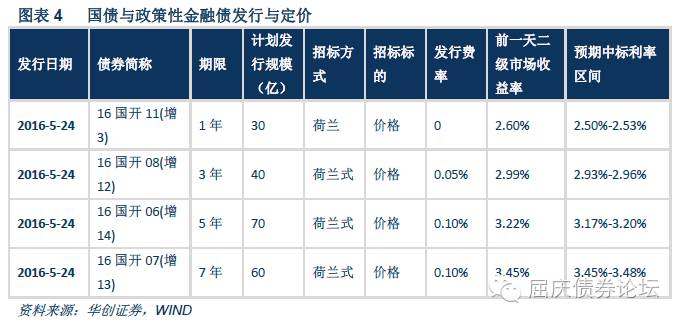 图表 4 国债与政策性金融债发行与定价
发行日期 债券简称 期限 计划发行规模（亿） 招标方式 招标标的 发行费率 前一天二级市场收益率 预期中标利率区间
2016-5-24 16 国开 11(增3) 1 年 30 荷兰 价格 0 2.60% 2.50%-2.53%
2016-5-24 16 国开 08(增12) 3 年 40 荷兰式 价格 0.05% 2.99% 2.93%-2.96%
2016-5-24 16 国开 06(增14) 5 年 70 荷兰式 价格 0.10% 3.22% 3.17%-3.20%
2016-5-24 16 国开 07(增13) 7 年 60 荷兰式 价格 0.10% 3.45% 3.45%-3.48%
资料来源：华创证券，WIND
屈庆债券论坛